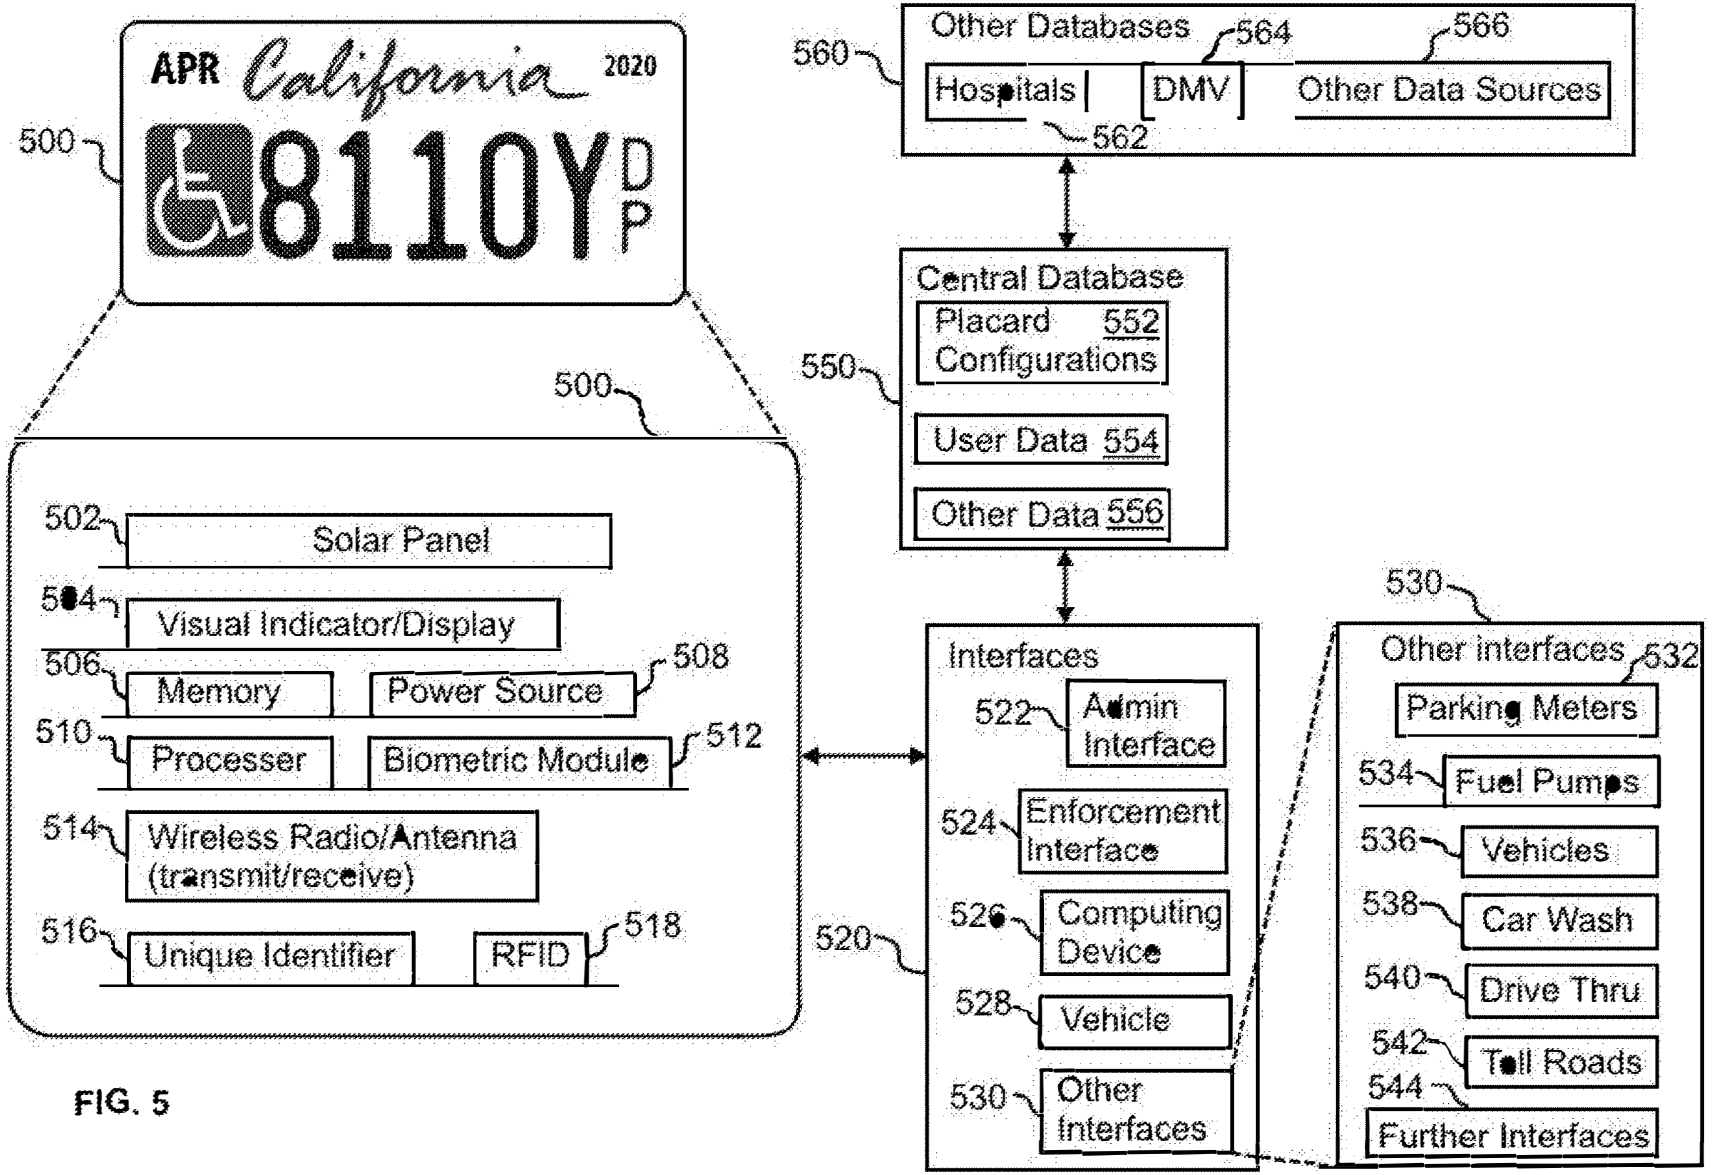 APR California 2020
500
8110Y DP
500
502
Solar Panel
504
Visual Indicator/Display
506
Memory
Power Source
508
510
Processer
Biometric Module
512
514
Wireless Radio/Antenna
(transmit/receive)
516
Unique Identifier
RFID
518
FIG. 5
Other Databases
564
566
560
Hospitals
DMV
Other Data Sources
562
Central Database
Placard 552
Configurations
550
User Data 554
Other Data 556
Interfaces
522
Admin
Interface
524
Enforcement
Interface
526
Computing
Device
520
528
Vehicle
530
Other
Interfaces
530
Other interfaces
532
Parking Meters
534
Fuel Pumps
536
Vehicles
538
Car Wash
540
Drive Thru
542
Toll Roads
544
Further Interfaces